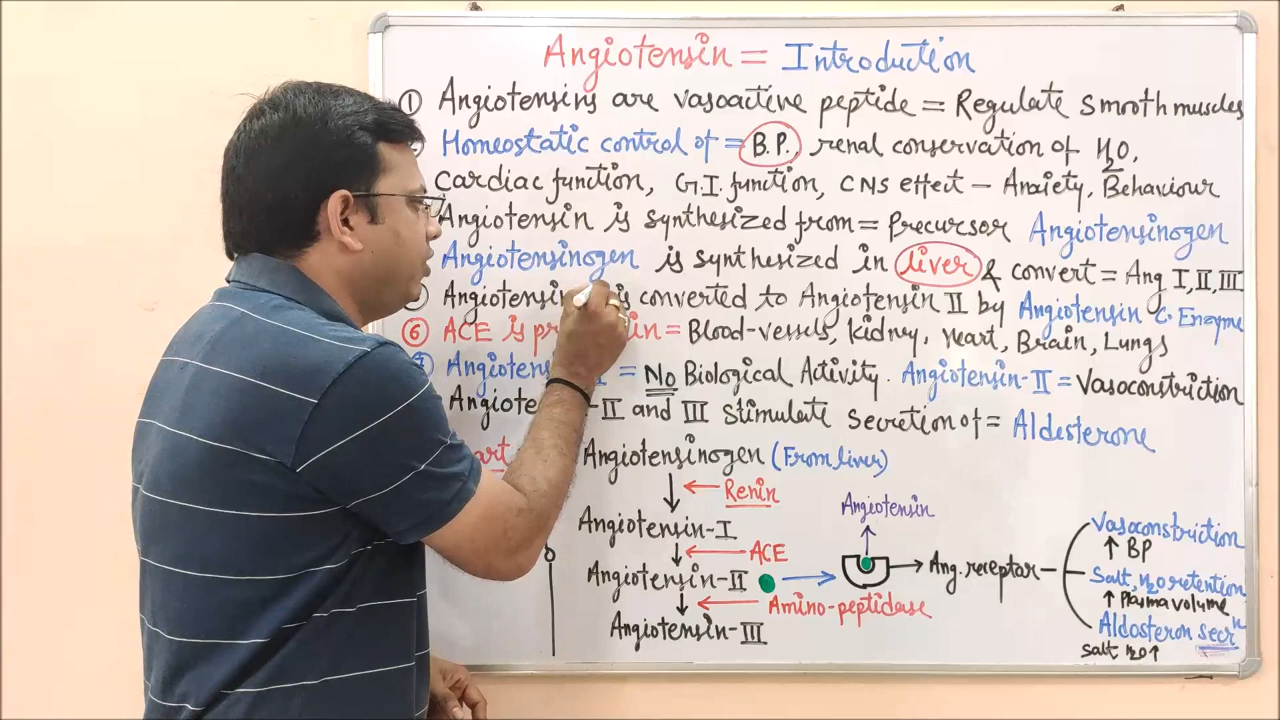 Angiotensin = Introduction
① Angiotensins are vasoactive peptide = Regulate smooth muscles
Homeostatic control of = B.P. renal conservation of H2O,
cardiac function, G.I. function, CNS effect - Anxiety, Behaviour
Angiotensin is synthesized from = Precursor Angiotensinogen
Angiotensinogen is synthesized in liver & convert = Ang I, II, III
Angiotensin is converted to Angiotensin II by Angiotensin C. Enzyme
⑥ ACE is in = Blood-vessels, Kidney, Heart, Brain, Lungs
= No Biological Activity. Angiotensin-II = Vasoconstriction
-II and III stimulate secretion of = Aldesterone
Angiotensinogen (From liver)
Renin
Angiotensin-I
ACE
Angiotensin-II
Amino-peptidase
Angiotensin-III
Angiotensin
Ang. receptar
Vasoconstriction
↑ BP
Salt, H2O retention
↑ Plasma volume
Aldosteron secrn
Salt H2O ↑